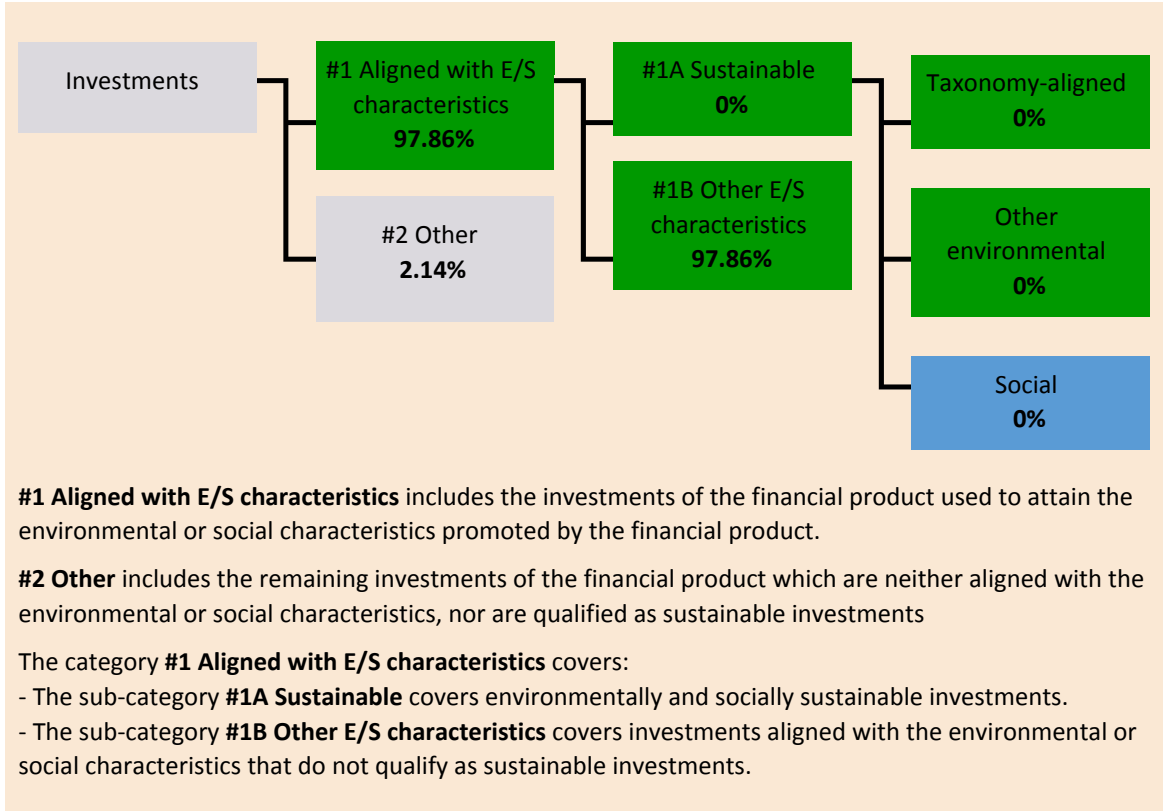 Investments
#1 Aligned with E/S
characteristics
97.86%
#2 Other
2.14%
#1A Sustainable
0%
#1B Other E/S
characteristics
97.86%
Taxonomy-aligned
0%
Other
environmental
0%
Social
0%
#1 Aligned with E/S characteristics includes the investments of the financial product used to attain the
environmental or social characteristics promoted by the financial product.
#2 Other includes the remaining investments of the financial product which are neither aligned with the
environmental or social characteristics, nor are qualified as sustainable investments
The category #1 Aligned with E/S characteristics covers:
- The sub-category #1A Sustainable covers environmentally and socially sustainable investments.
- The sub-category #1B Other E/S characteristics covers investments aligned with the environmental or
social characteristics that do not qualify as sustainable investments.